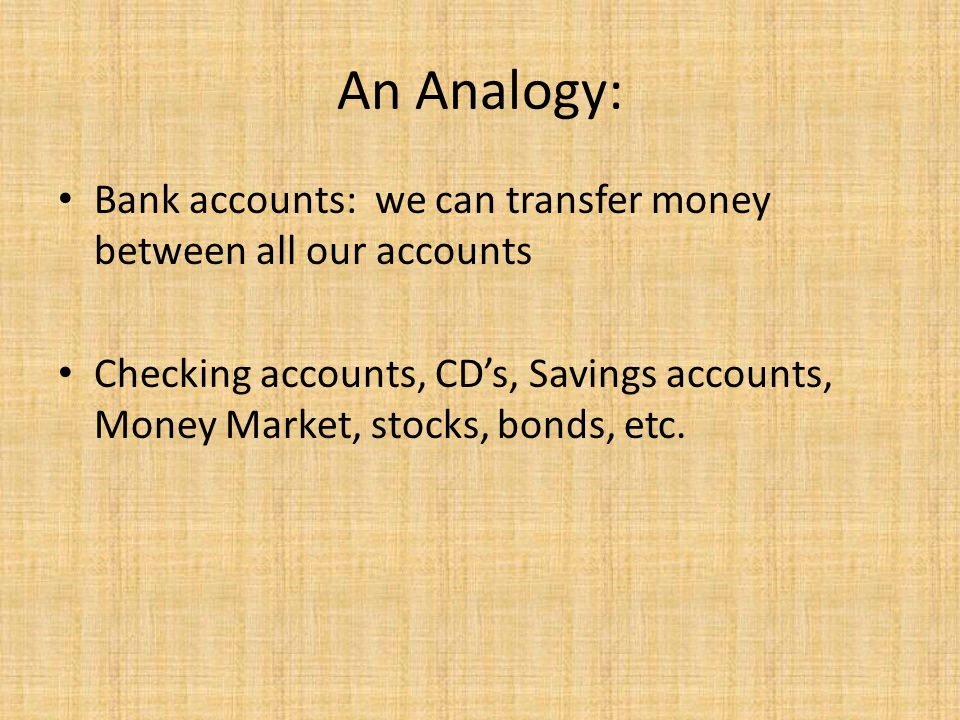 An Analogy:
• Bank accounts:  we can transfer money
between all our accounts
• Checking accounts, CD’s, Savings accounts,
Money Market, stocks, bonds, etc.